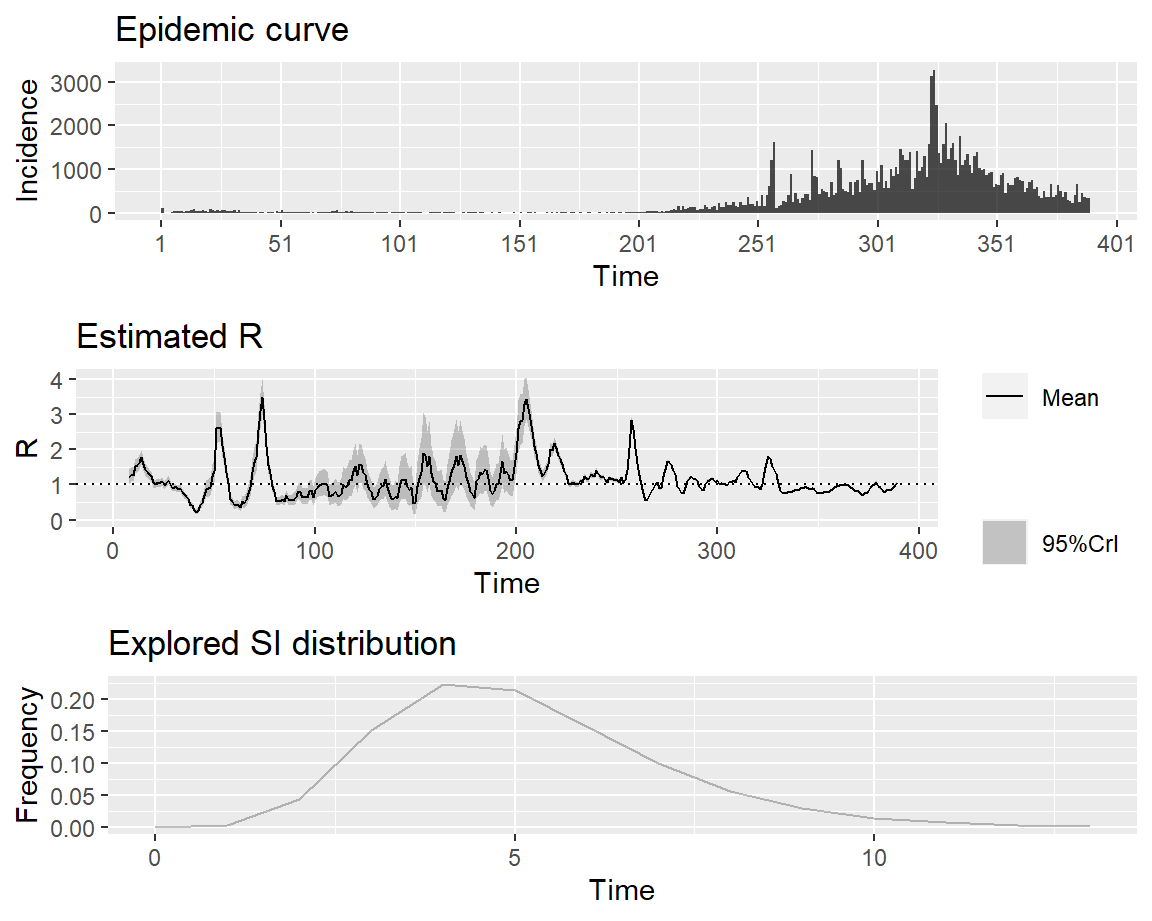 Epidemic curve
Incidence
3000
2000
1000
0
1 51 101 151 201 251 301 351 401
Time
Estimated R
R
4
3
2
1
0
0 100 200 300 400
Time
Mean
95%CrI
Explored SI distribution
Frequency
0.20
0.15
0.10
0.05
0.00
0 5 10
Time